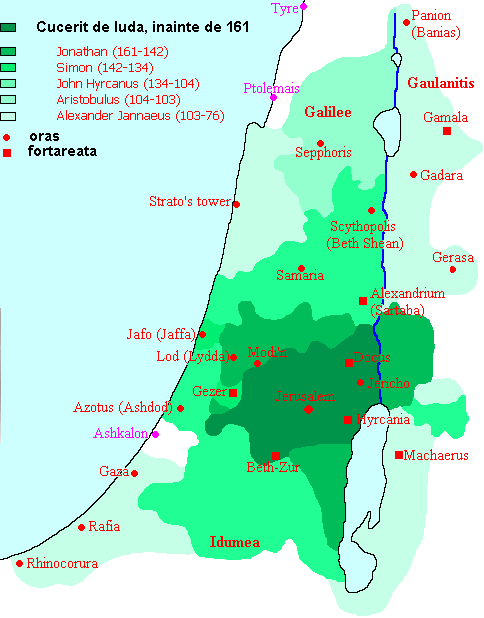 Tyre
Panion
(Banias)
Cucerit de Iuda, inainte de 161
Jonathan (161-142)
Simon (142-134)
John Hyrcanus (134-104)
Aristobulus (104-103)
Alexander Jannaeus (103-76)
oras
fortareata
Ptolemais
Gaulanitis
Galilee
Gamala
Sepphoris
Gadara
Strato's tower
Scythopolis
(Beth Shean)
Gerasa
Samaria
Alexandrium
(Sartaba)
Jafo (Jaffa)
Lod (Lydda)
Modi'n
Dorus
Jericho
Gezer
Jerusalem
Azotus (Ashdod)
Hyrcania
Ashkalon
Machaerus
Beth-Zur
Gaza
Rafia
Idumea
Rhinocorura